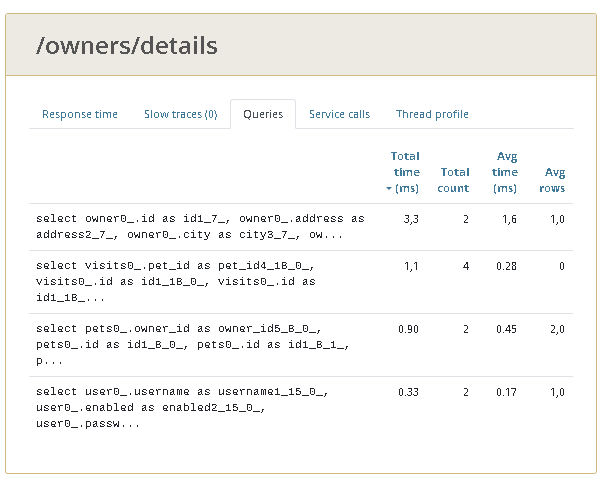 /owners/details
Response time Slow traces (0) Queries Service calls Thread profile
Total time (ms) Total count Avg time (ms) Avg rows
select owner0_.id as id1_7_, owner0_.address as 3,3 2 1,6 1,0
address2_7_, owner0_.city as city3_7_, ow...
select visits0_.pet_id as pet_id4_1B_0_, 1,1 4 0.28 0
visits0_.id as id1_1B_0_, visits0_.id as
id1_1B_...
select pets0_.owner_id as owner_id5_B_0_, 0.90 2 0.45 2,0
pets0_.id as id1_B_0_, pets0_.id as id1_B_1_,
p...
select user0_.username as username1_15_0_, 0.33 2 0.17 1,0
user0_.enabled as enabled2_15_0_,
user0_.passw...